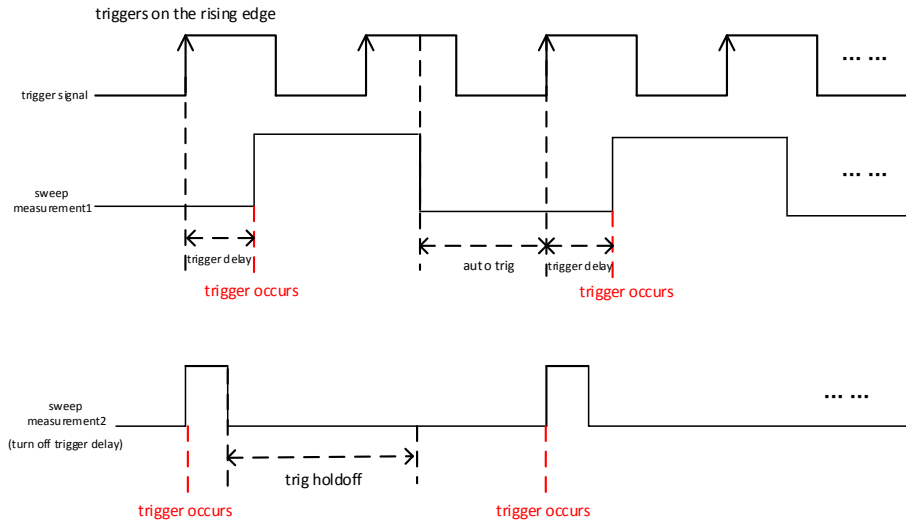 triggers on the rising edge
trigger signal
... ...
sweep
measurement1
... ...
trigger delay
auto trig
trigger delay
trigger occurs
trigger occurs
sweep
measurement2
(turn off trigger delay)
... ...
trig holdoff
trigger occurs
trigger occurs